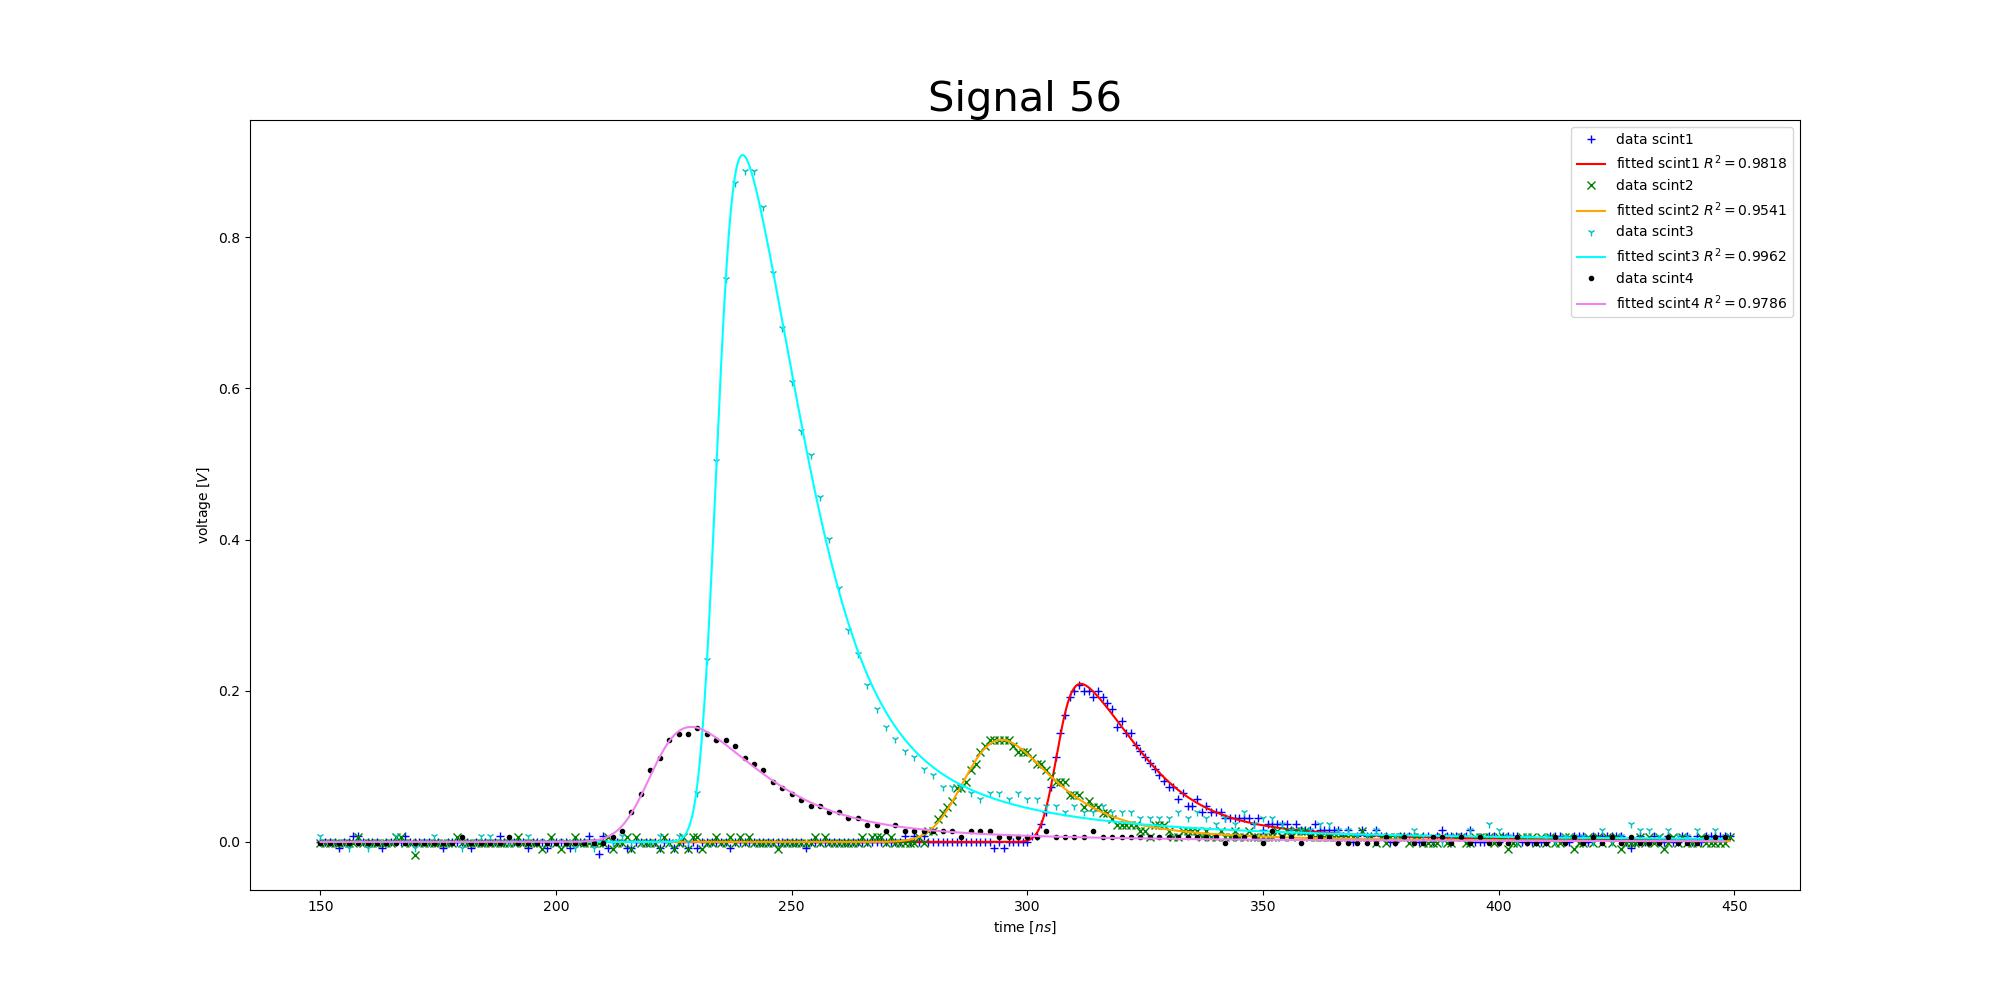 Signal 56
data scint1
fitted scint1 R² = 0.9818
data scint2
fitted scint2 R² = 0.9541
data scint3
fitted scint3 R² = 0.9962
data scint4
fitted scint4 R² = 0.9786
voltage [V]
0.8
0.6
0.4
0.2
0.0
150 200 250 300 350 400 450
time [ns]